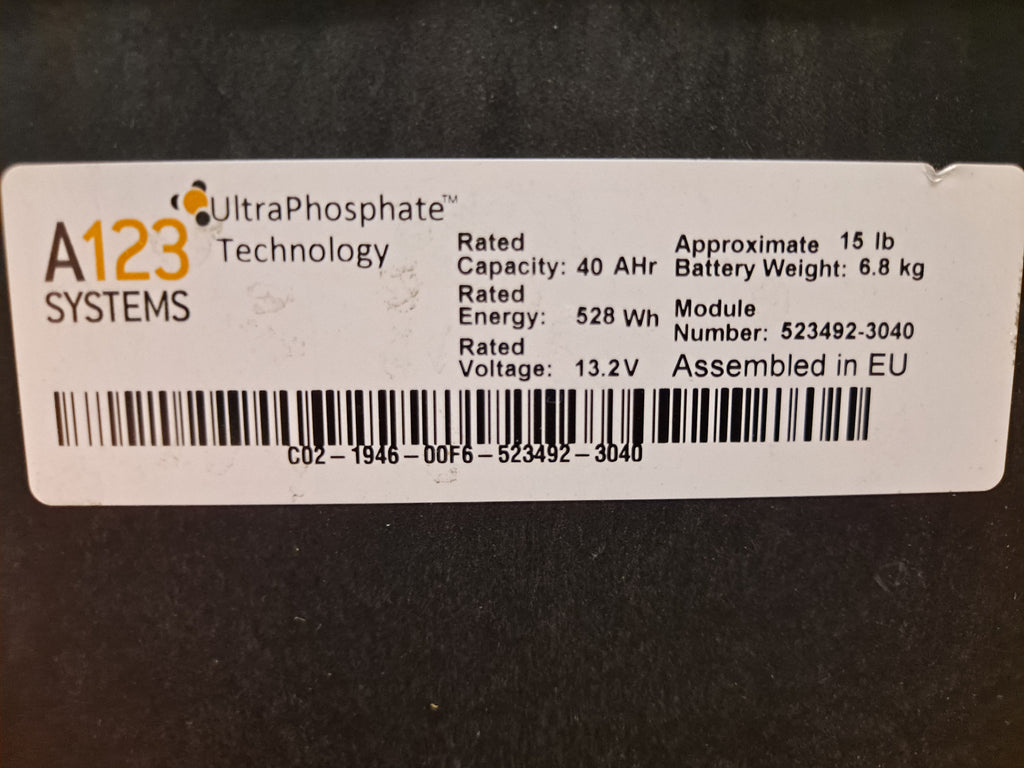 A123
SYSTEMS
UltraPhosphate™
Technology
Rated
Capacity: 40 AHr
Rated
Energy: 528 Wh
Rated
Voltage: 13.2V
Approximate 15 lb
Battery Weight: 6.8 kg
Module
Number: 523492-3040
Assembled in EU
C02-1946-00F6-523492-3040